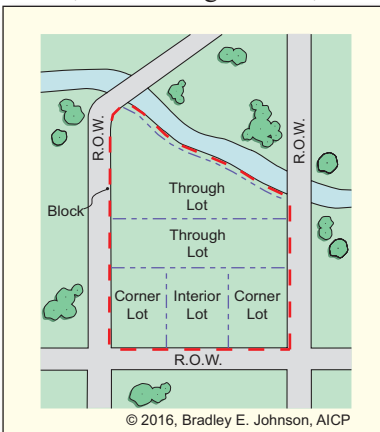 R.O.W.
R.O.W.
Block
Through
Lot
Through
Lot
Corner
Lot
Interior
Lot
Corner
Lot
R.O.W.
© 2016, Bradley E. Johnson, AICP